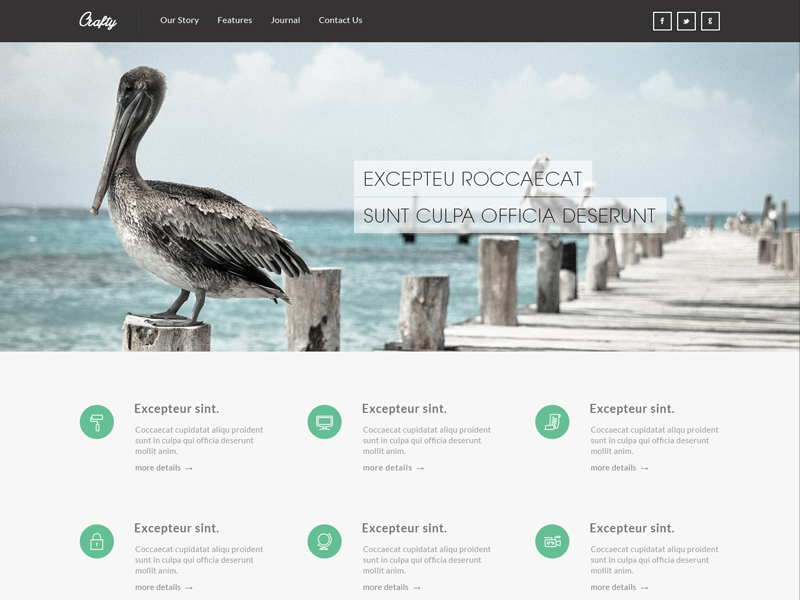 Crafty
Our Story
Features
Journal
Contact Us
EXCEPTEU ROCCAECAT
SUNT CULPA OFFICIA DESERUNT
Excepteur sint.
Coccaecat cupidatat aliqu proident
sunt in culpa qui officia deserunt
mollit anim.
more details →
Excepteur sint.
Coccaecat cupidatat aliqu proident
sunt in culpa qui officia deserunt
mollit anim.
more details →
Excepteur sint.
Coccaecat cupidatat aliqu proident
sunt in culpa qui officia deserunt
mollit anim.
more details →
Excepteur sint.
Coccaecat cupidatat aliqu proident
sunt in culpa qui officia deserunt
mollit anim.
more details →
Excepteur sint.
Coccaecat cupidatat aliqu proident
sunt in culpa qui officia deserunt
mollit anim.
more details →
Excepteur sint.
Coccaecat cupidatat aliqu proident
sunt in culpa qui officia deserunt
mollit anim.
more details →